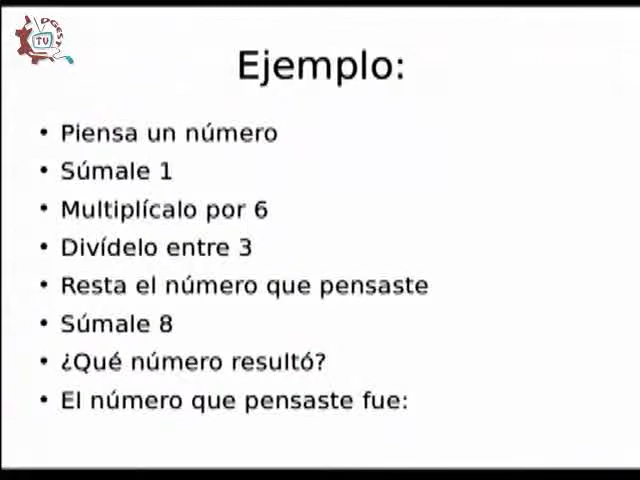 TV
Ejemplo:
• Piensa un número
• Súmale 1
• Multiplícalo por 6
• Divídelo entre 3
• Resta el número que pensaste
• Súmale 8
• ¿Qué número resultó?
• El número que pensaste fue: